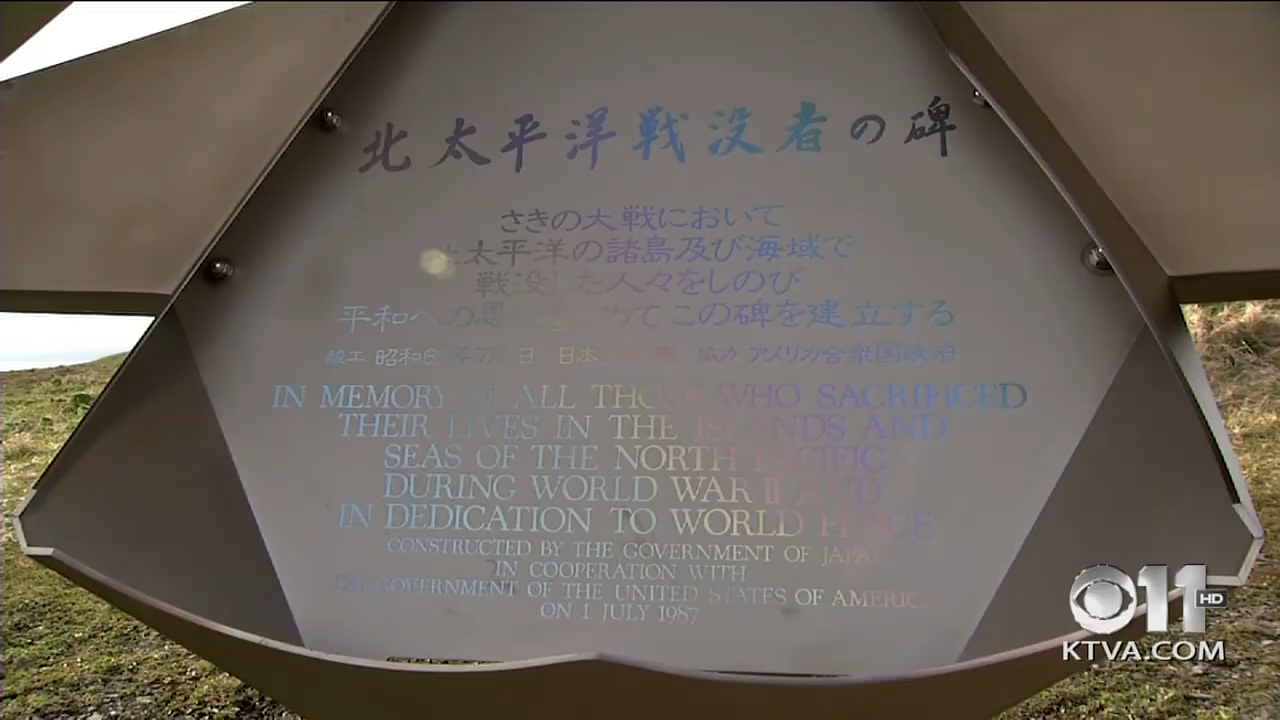 北太平洋戦没者の碑
さきの大戦において
北太平洋の諸島及び海域で
戦没した人々をしのび
平和への思いをこめてこの碑を建立する
竣工 昭和6 年7月 日 日本 協力 アメリカ合衆国政府
IN MEMORY OF ALL THOSE WHO SACRIFICED
THEIR LIVES IN THE ISLANDS AND
SEAS OF THE NORTH PACIFIC
DURING WORLD WAR II AND
IN DEDICATION TO WORLD PEACE
CONSTRUCTED BY THE GOVERNMENT OF JAPAN
IN COOPERATION WITH
THE GOVERNMENT OF THE UNITED STATES OF AMERICA
ON 1 JULY 1987
11 HD
KTVA.COM